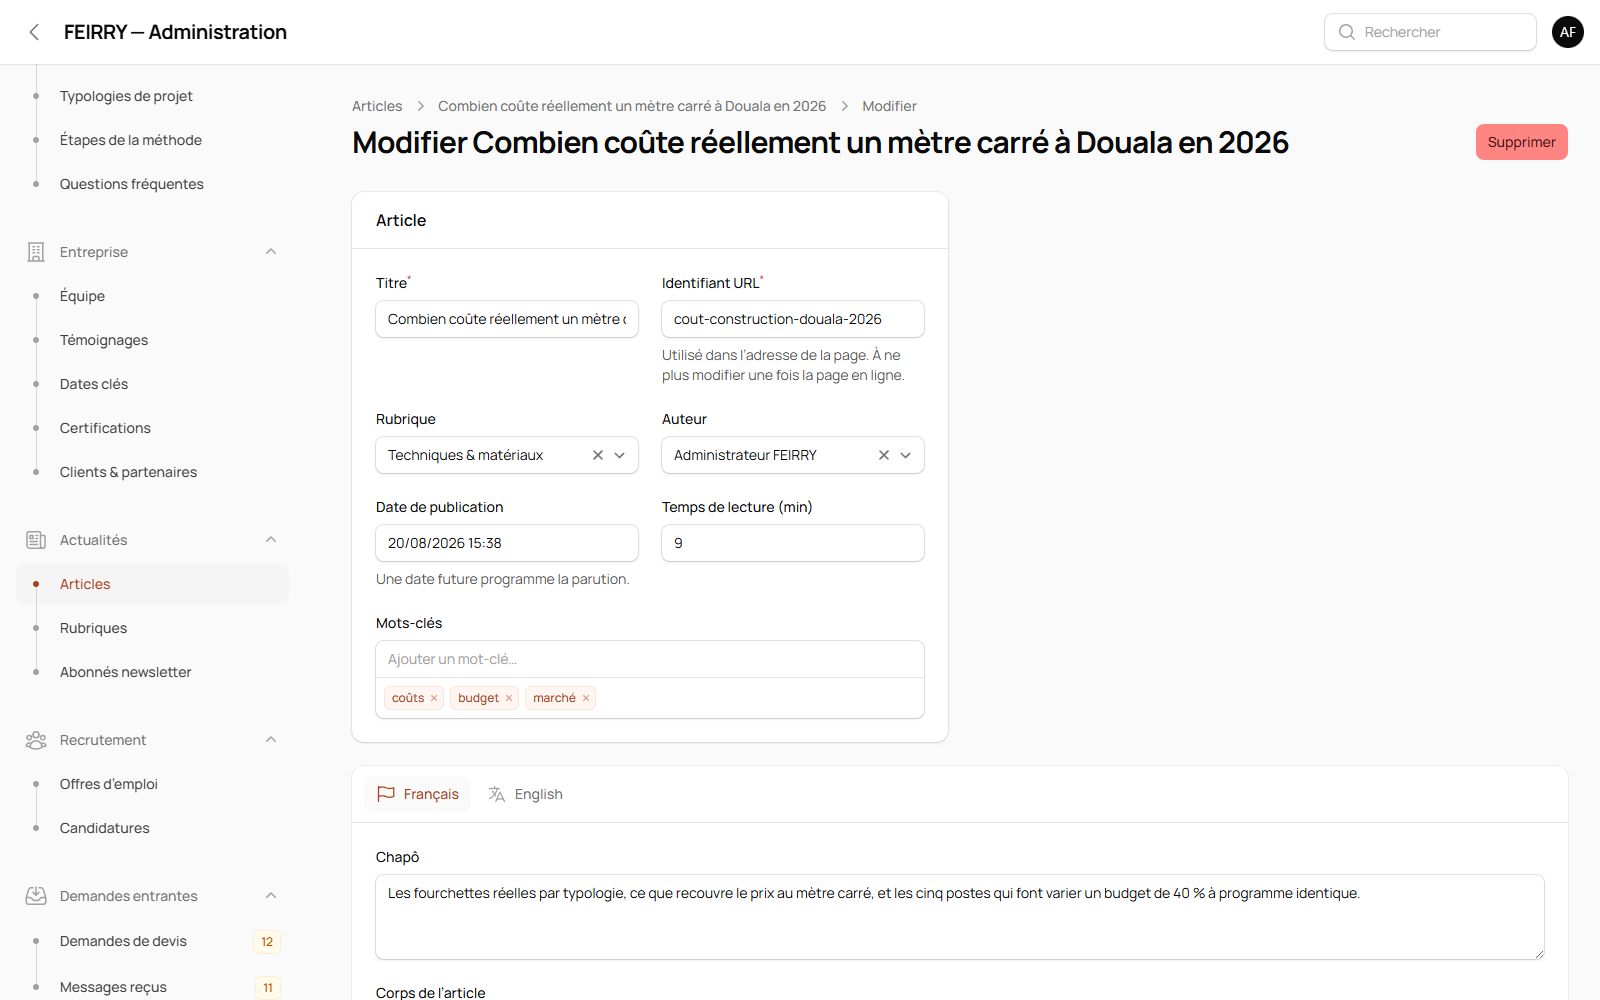 FEIRRY — Administration
Rechercher
AF
Typologies de projet
Étapes de la méthode
Questions fréquentes
Entreprise
Équipe
Témoignages
Dates clés
Certifications
Clients & partenaires
Actualités
Articles
Rubriques
Abonnés newsletter
Recrutement
Offres d’emploi
Candidatures
Demandes entrantes
Demandes de devis 12
Messages reçus 11
Articles > Combien coûte réellement un mètre carré à Douala en 2026 > Modifier
Modifier Combien coûte réellement un mètre carré à Douala en 2026
Supprimer
Article
Titre*
Combien coûte réellement un mètre c
Identifiant URL*
cout-construction-douala-2026
Utilisé dans l’adresse de la page. À ne
plus modifier une fois la page en ligne.
Rubrique
Techniques & matériaux
Auteur
Administrateur FEIRRY
Date de publication
20/08/2026 15:38
Une date future programme la parution.
Temps de lecture (min)
9
Mots-clés
Ajouter un mot-clé…
coûts × budget × marché ×
Français English
Chapô
Les fourchettes réelles par typologie, ce que recouvre le prix au mètre carré, et les cinq postes qui font varier un budget de 40 % à programme identique.
Corps de l’article